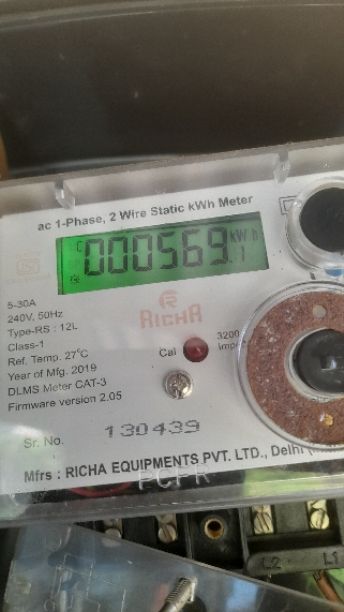 ac 1-Phase, 2 Wire Static kWh Meter
C 000569 kWh
1
5-30A
240V, 50Hz
Type-RS : 12L
Class-1
Ref. Temp. 27°C
Year of Mfg. 2019
DLMS Meter CAT-3
Firmware version 2.05
RICHA
Cal
3200
imp
Sr. No. 130439
Mfrs : RICHA EQUIPMENTS PVT. LTD., Delhi
PCFR
L2 L1